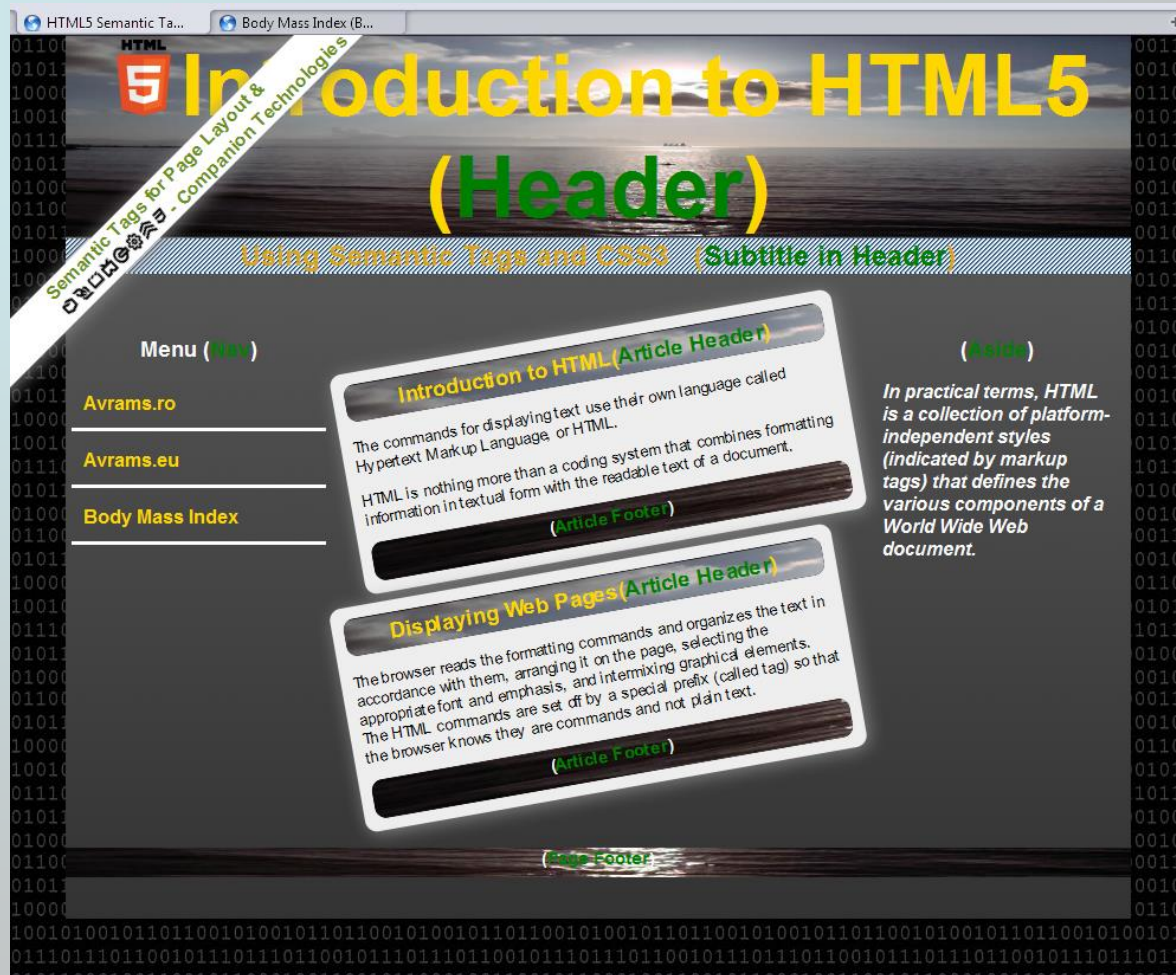 HTML5 Semantic Ta...
Body Mass Index (B...
HTML
5
Introduction to HTML5
(Header)
Semantic Tags for Page Layout &
- Companion Technologies
Using Semantic Tags and CSS3 (Subtitle in Header)
Menu (Nav)
Avrams.ro
Avrams.eu
Body Mass Index
Introduction to HTML(Article Header)
The commands for displaying text use their own language called
Hypertext Markup Language, or HTML.
HTML is nothing more than a coding system that combines formatting
information in textual form with the readable text of a document.
(Article Footer)
Displaying Web Pages(Article Header)
The browser reads the formatting commands and organizes the text in
accordance with them, arranging it on the page, selecting the
appropriate font and emphasis, and intermixing graphical elements.
The HTML commands are set off by a special prefix (called tag) so that
the browser knows they are commands and not plain text.
(Article Footer)
(Aside)
In practical terms, HTML
is a collection of platform-
independent styles
(indicated by markup
tags) that defines the
various components of a
World Wide Web
document.
(Page Footer)